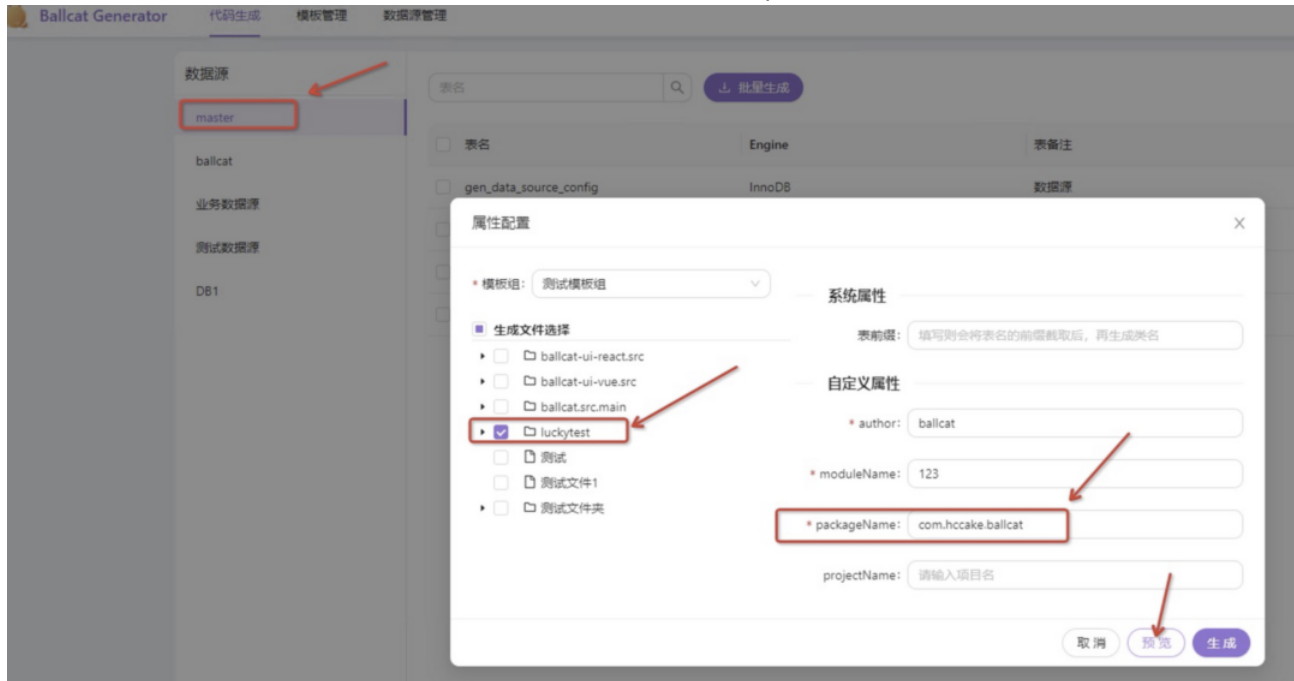 Ballcat Generator 代码生成 模板管理 数据源管理
数据源
表名 批量生成
master
表名 Engine 表备注
ballcat
gen_data_source_config InnoDB 数据源
业务数据源
测试数据源
DB1
属性配置
* 模板组: 测试模板组
生成文件选择
ballcat-ui-react.src
ballcat-ui-vue.src
ballcat.src.main
luckytest
测试
测试文件1
测试文件夹
系统属性
表前缀: 填写则会将表名的前缀截取后，再生成类名
自定义属性
* author: ballcat
* moduleName: 123
* packageName: com.hccake.ballcat
projectName: 请输入项目名
取消 预览 生成